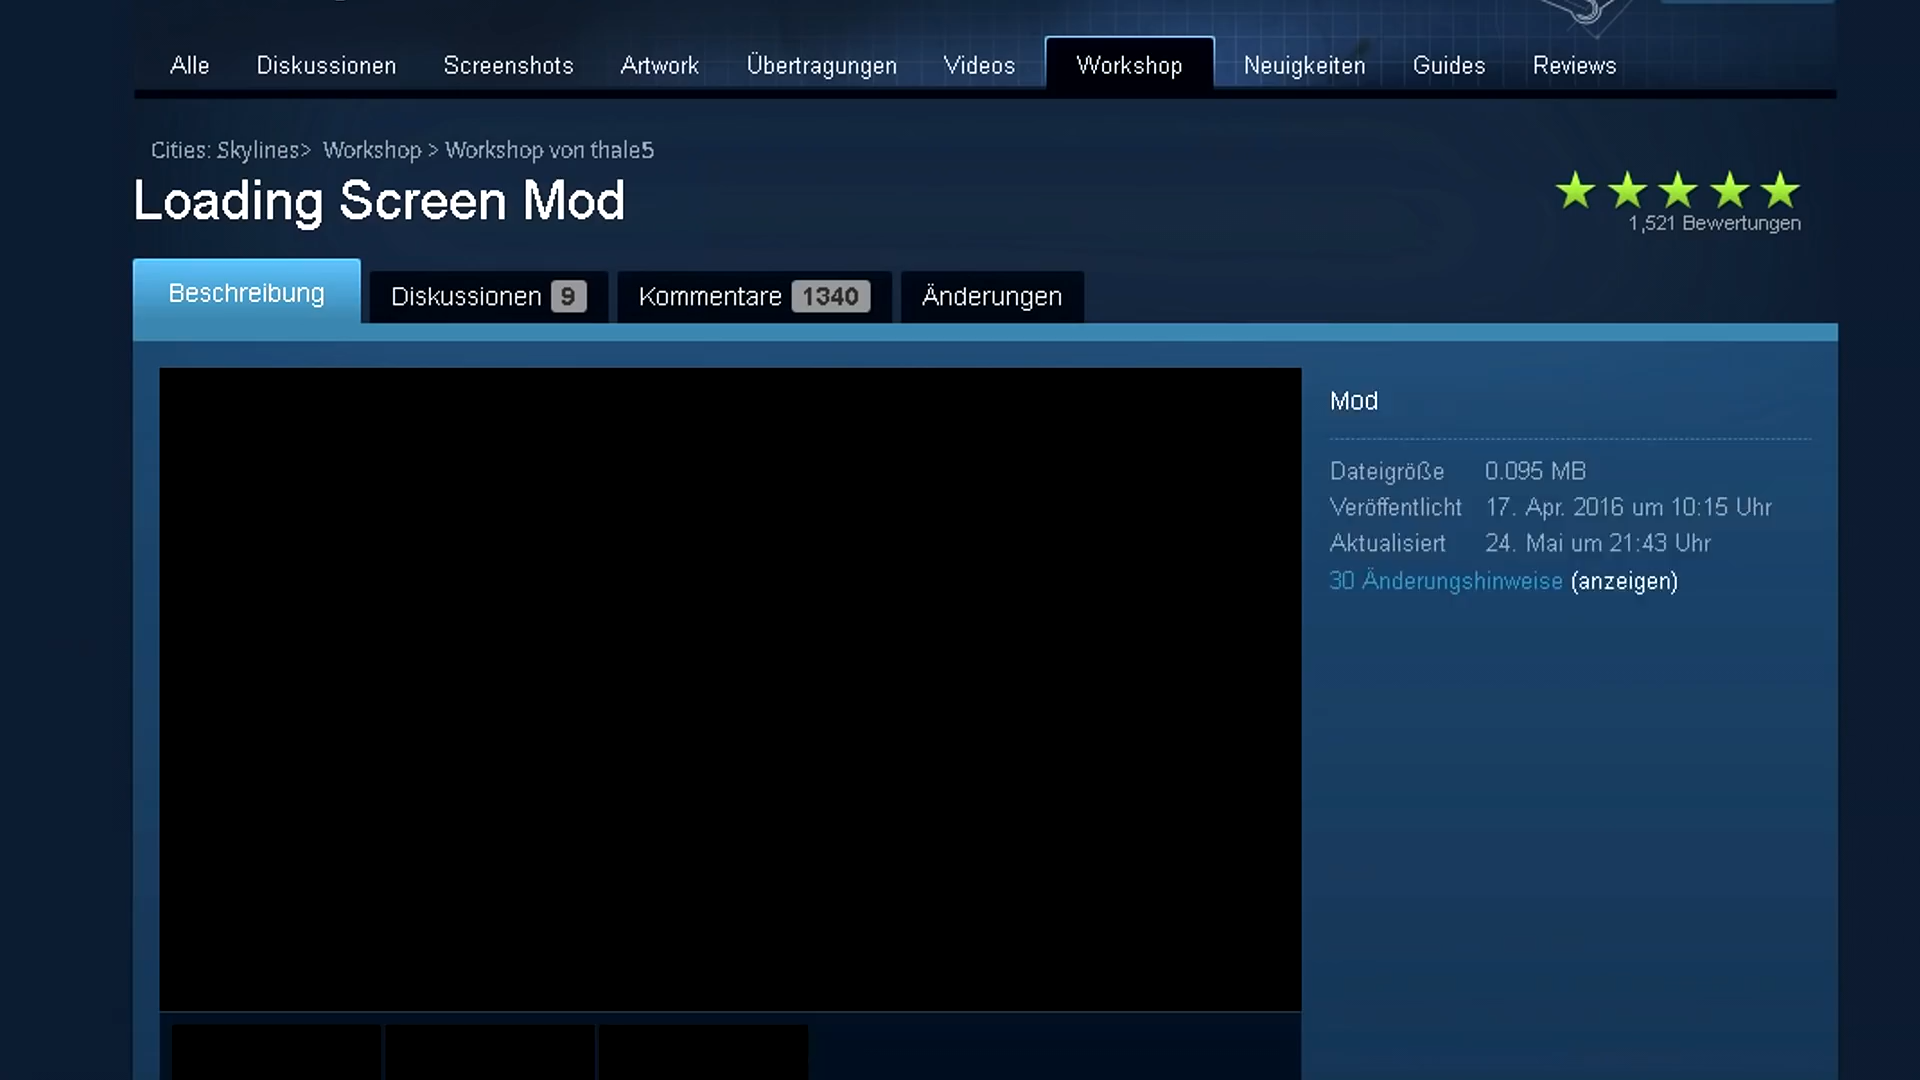 Alle Diskussionen Screenshots Artwork Übertragungen Videos Workshop Neuigkeiten Guides Reviews
Cities: Skylines> Workshop > Workshop von thale5
Loading Screen Mod
1,521 Bewertungen
Beschreibung Diskussionen 9 Kommentare 1340 Änderungen
Mod
Dateigröße 0.095 MB
Veröffentlicht 17. Apr. 2016 um 10:15 Uhr
Aktualisiert 24. Mai um 21:43 Uhr
30 Änderungshinweise (anzeigen)